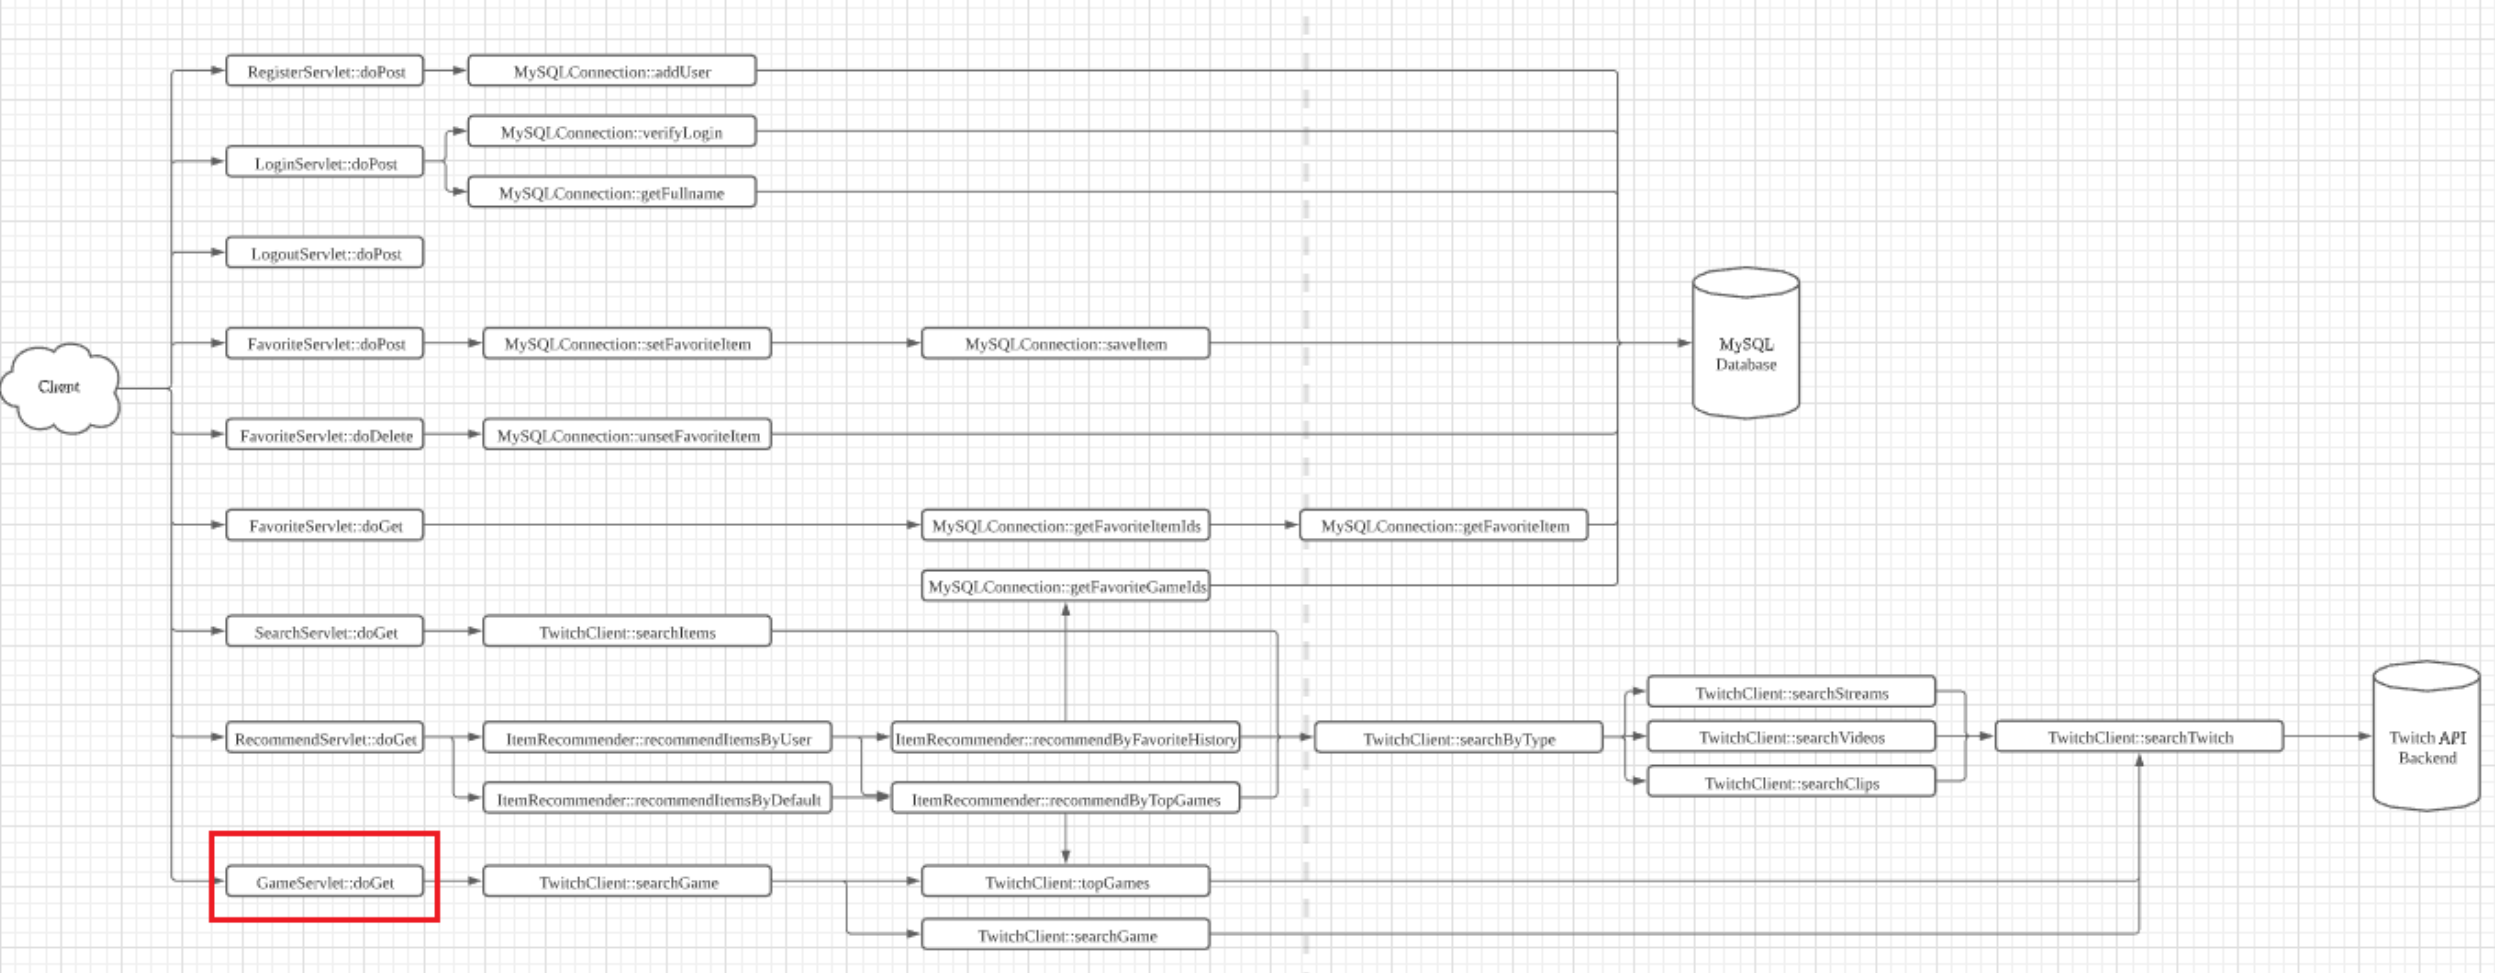 RegisterServlet::doPost
MySQLConnection::addUser
MySQLConnection::verifyLogin
LoginServlet::doPost
MySQLConnection::getFullname
LogoutServlet::doPost
FavoriteServlet::doPost
MySQLConnection::setFavoriteItem
MySQLConnection::saveItem
MySQL
Database
Client
FavoriteServlet::doDelete
MySQLConnection::unsetFavoriteItem
FavoriteServlet::doGet
MySQLConnection::getFavoriteItemIds
MySQLConnection::getFavoriteItem
MySQLConnection::getFavoriteGameIds
SearchServlet::doGet
TwitchClient::searchItems
TwitchClient::searchStreams
RecommendServlet::doGet
ItemRecommender::recommendItemsByUser
ItemRecommender::recommendByFavoriteHistory
TwitchClient::searchByType
TwitchClient::searchVideos
TwitchClient::searchTwitch
Twitch API
Backend
TwitchClient::searchClips
ItemRecommender::recommendItemsByDefault
ItemRecommender::recommendByTopGames
GameServlet::doGet
TwitchClient::searchGame
TwitchClient::topGames
TwitchClient::searchGame